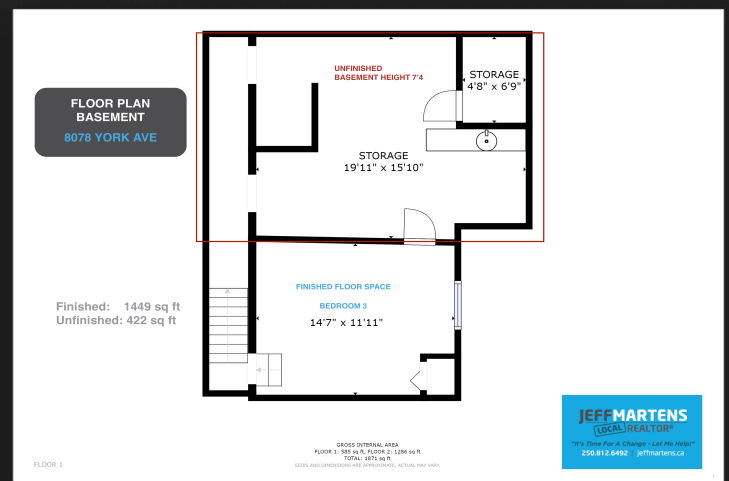 FLOOR PLAN
BASEMENT
8078 YORK AVE
UNFINISHED
BASEMENT HEIGHT 7'4
STORAGE
4'8" x 6'9"
STORAGE
19'11" x 15'10"
FINISHED FLOOR SPACE
BEDROOM 3
14'7" x 11'11"
Finished: 1449 sq ft
Unfinished: 422 sq ft
GROSS INTERNAL AREA
FLOOR 1: 585 sq ft, FLOOR 2: 1286 sq ft
TOTAL: 1871 sq ft
SIZES AND DIMENSIONS ARE APPROXIMATE, ACTUAL MAY VARY.
FLOOR 1
JEFFMARTENS
LOCAL REALTOR®
"It's Time For A Change - Let Me Help!"
250.812.6492 | jeffmartens.ca